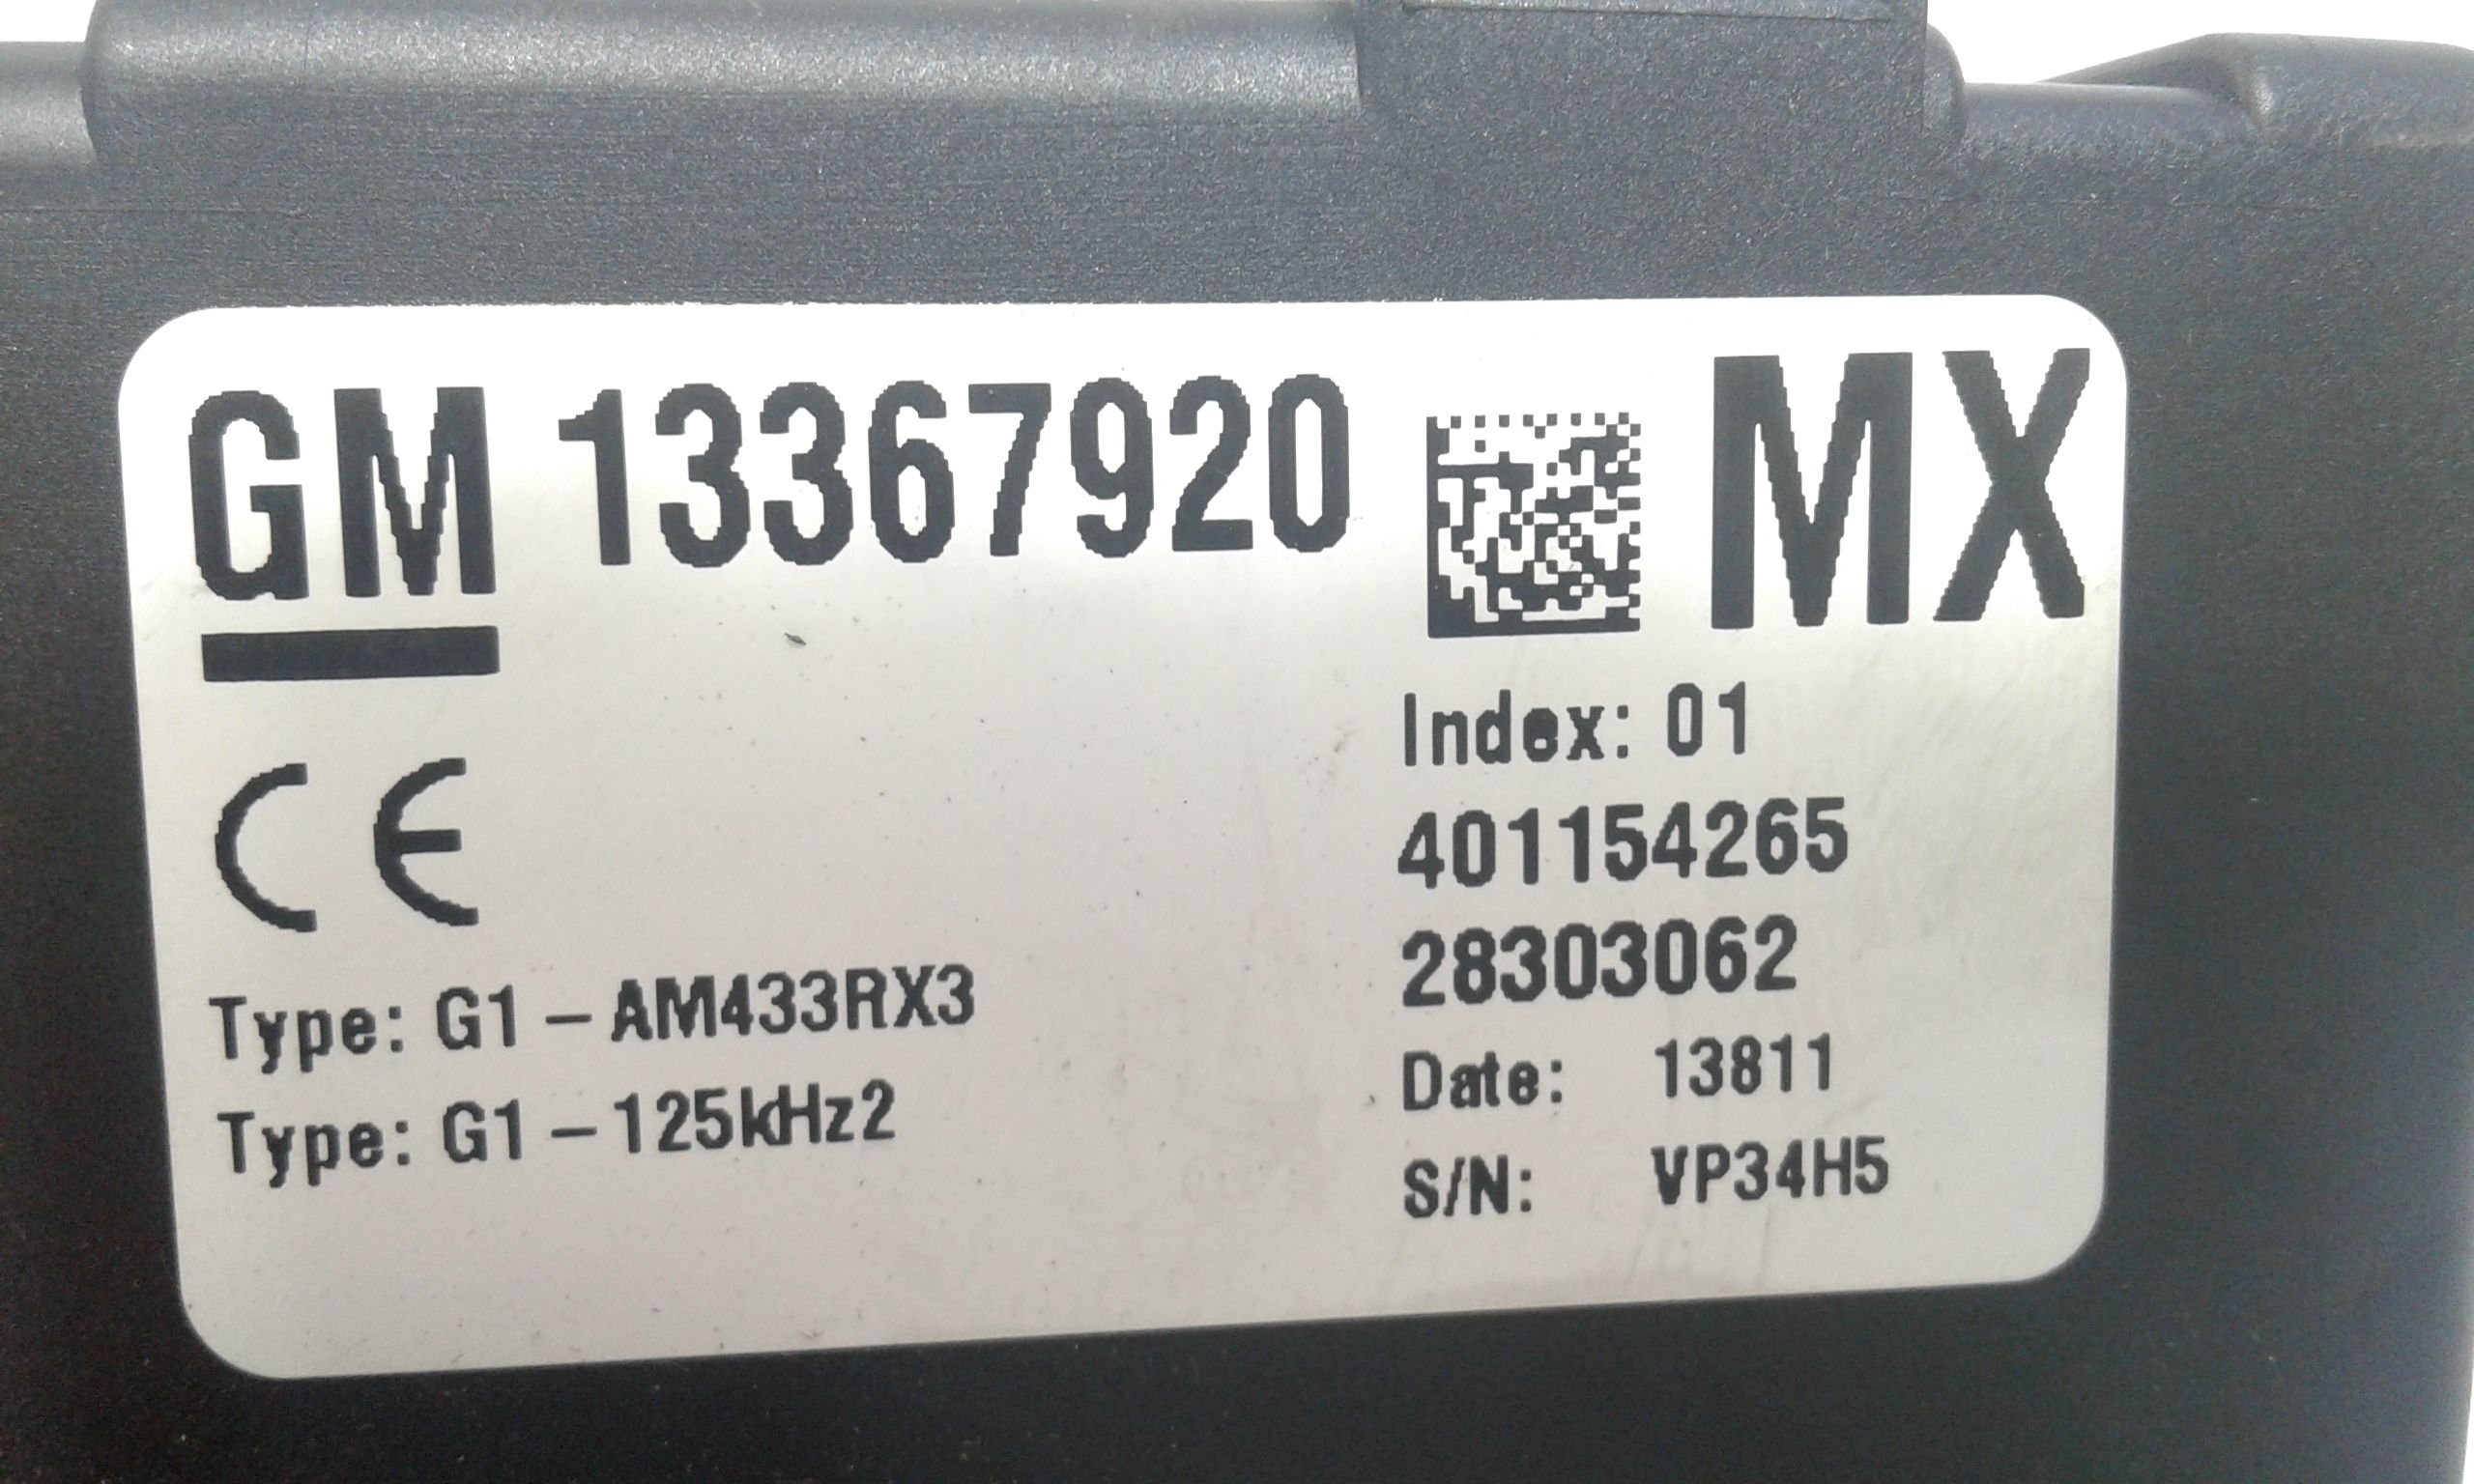 GM 13367920 MX
CE
Index: 01
401154265
28303062
Type: G1-AM433RX3
Date: 13811
Type: G1-125kHz2
S/N: VP34H5